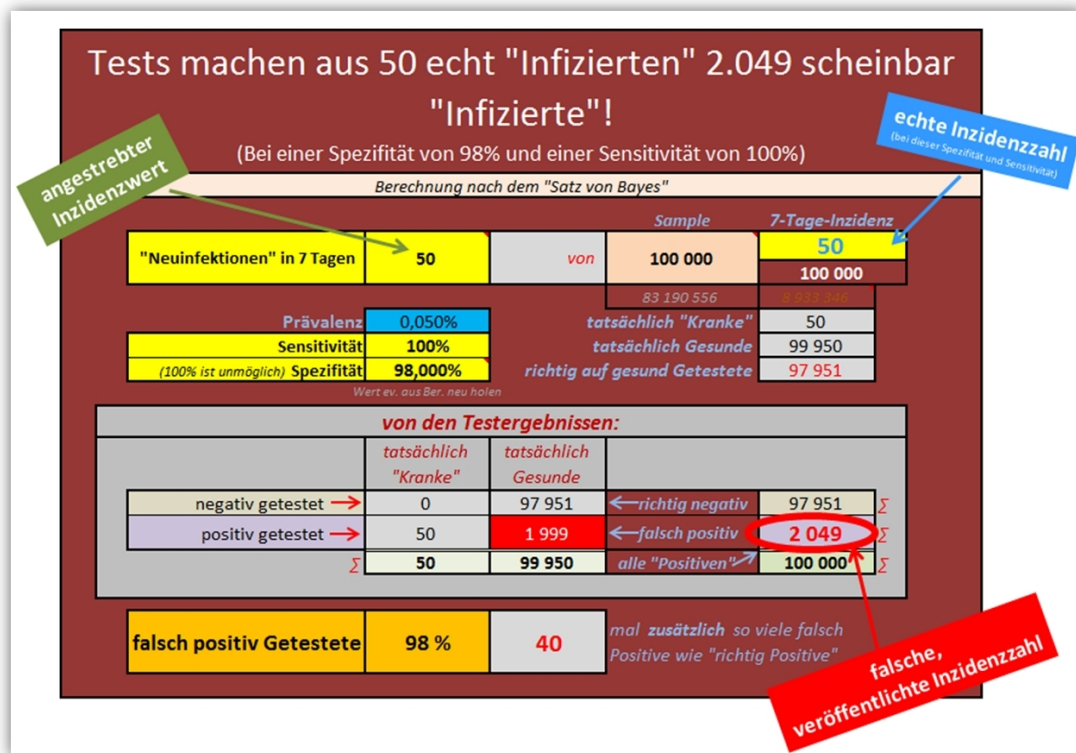 Tests machen aus 50 echt "Infizierten" 2.049 scheinbar
"Infizierte"!
(Bei einer Spezifität von 98% und einer Sensitivität von 100%)
angestrebter
Inzidenzwert
echte Inzidenzzahl
(bei dieser Spezifität und Sensitivität)
Berechnung nach dem "Satz von Bayes"
Sample 7-Tage-Inzidenz
"Neuinfektionen" in 7 Tagen 50 von 100 000 50
100 000
83 190 556 8 933 346
Prävalenz 0,050% tatsächlich "Kranke" 50
Sensitivität 100% tatsächlich Gesunde 99 950
(100% ist unmöglich) Spezifität 98,000% richtig auf gesund Getestete 97 951
Wert ev. aus Ber. neu holen
von den Testergebnissen:
tatsächlich tatsächlich
"Kranke" Gesunde
negativ getestet 0 97 951 richtig negativ 97 951 Σ
positiv getestet 50 1 999 falsch positiv 2 049 Σ
Σ 50 99 950 alle "Positiven" 100 000 Σ
falsch positiv Getestete 98 % 40 mal zusätzlich so viele falsch
Positive wie "richtig Positive"
falsche,
veröffentlichte Inzidenzzahl